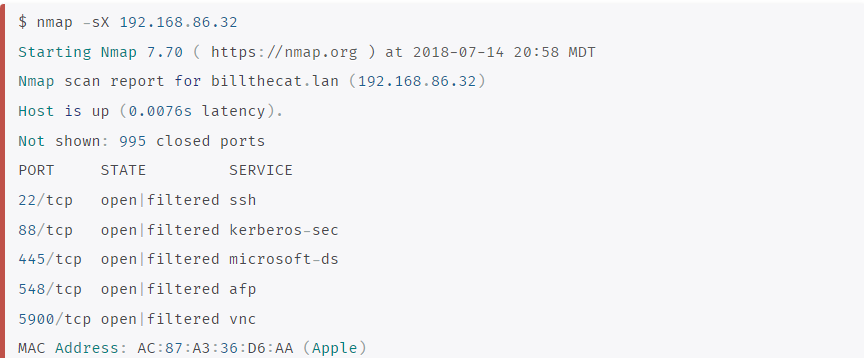 $ nmap -sX 192.168.86.32
Starting Nmap 7.70 ( https://nmap.org ) at 2018-07-14 20:58 MDT
Nmap scan report for billthecat.lan (192.168.86.32)
Host is up (0.0076s latency).
Not shown: 995 closed ports
PORT     STATE         SERVICE
22/tcp   open|filtered ssh
88/tcp   open|filtered kerberos-sec
445/tcp  open|filtered microsoft-ds
548/tcp  open|filtered afp
5900/tcp open|filtered vnc
MAC Address: AC:87:A3:36:D6:AA (Apple)